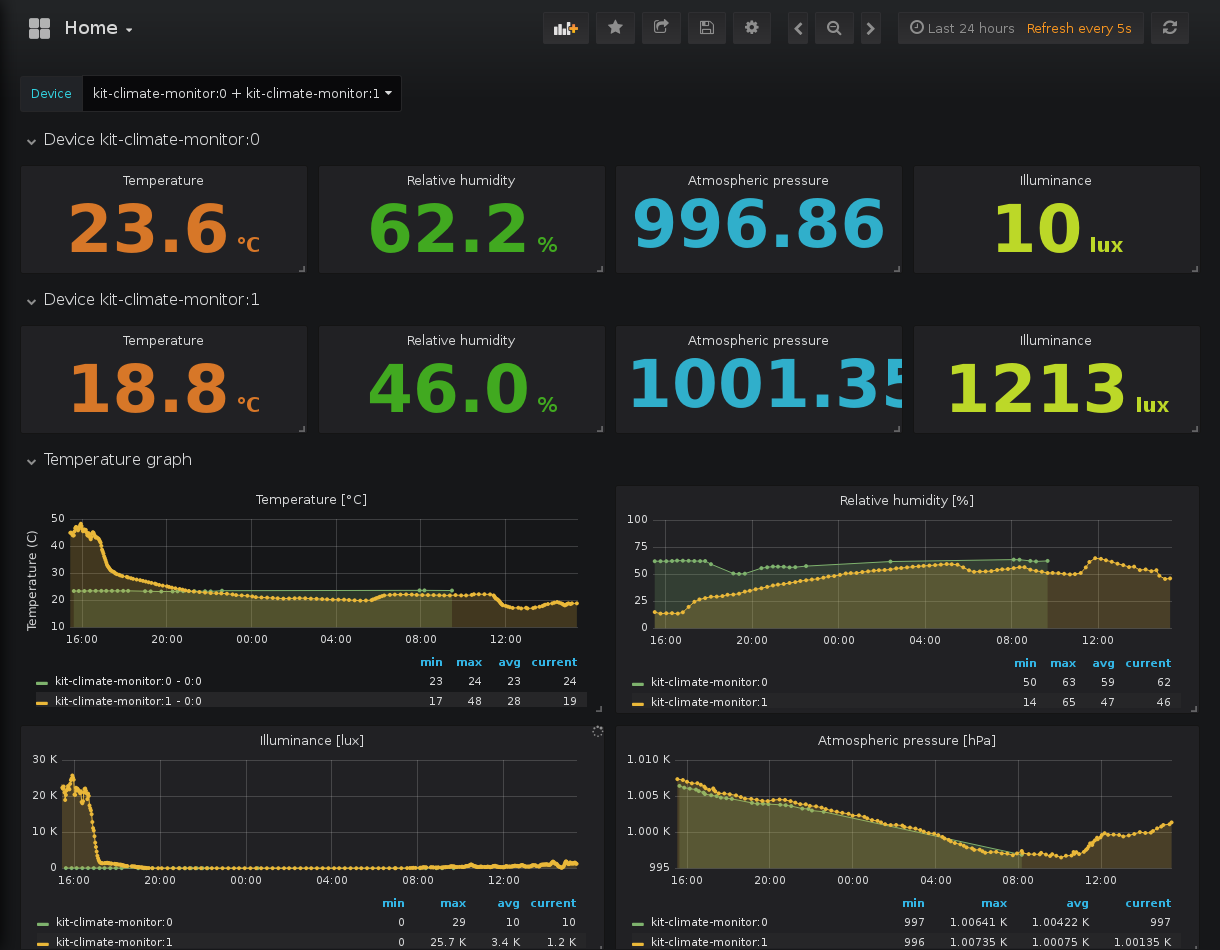 Home
Last 24 hours Refresh every 5s
Device kit-climate-monitor:0 + kit-climate-monitor:1
Device kit-climate-monitor:0
Temperature Relative humidity Atmospheric pressure Illuminance
23.6 °C 62.2 % 996.86 10 lux
Device kit-climate-monitor:1
Temperature Relative humidity Atmospheric pressure Illuminance
18.8 °C 46.0 % 1001.35 1213 lux
Temperature graph
Temperature [°C]
Temperature (C)
50
40
30
20
10
16:00 20:00 00:00 04:00 08:00 12:00
min max avg current
kit-climate-monitor:0 - 0:0 23 24 23 24
kit-climate-monitor:1 - 0:0 17 48 28 19
Relative humidity [%]
100
75
50
25
0
16:00 20:00 00:00 04:00 08:00 12:00
min max avg current
kit-climate-monitor:0 50 63 59 62
kit-climate-monitor:1 14 65 47 46
Illuminance [lux]
30 K
20 K
10 K
0
16:00 20:00 00:00 04:00 08:00 12:00
min max avg current
kit-climate-monitor:0 0 29 10 10
kit-climate-monitor:1 0 25.7 K 3.4 K 1.2 K
Atmospheric pressure [hPa]
1.010 K
1.005 K
1.000 K
995
16:00 20:00 00:00 04:00 08:00 12:00
min max avg current
kit-climate-monitor:0 997 1.00641 K 1.00422 K 997
kit-climate-monitor:1 996 1.00735 K 1.00075 K 1.00135 K